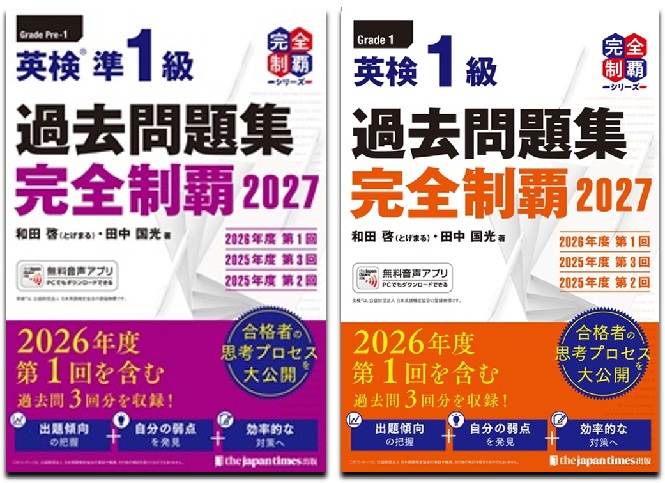 Grade Pre-1
英検®準1級
完全制覇
シリーズ
過去問題集
完全制覇2027
和田 啓(とげまる)・田中 国光 著
2026年度 第1回
2025年度 第3回
2025年度 第2回
無料音声アプリ
PCでもダウンロードできる
2026年度
第1回を含む
過去問3回分を収録!
合格者の
思考プロセスを
大公開
出題傾向
の把握
+
自分の弱点
を発見
+
効率的な
対策へ
the japan times 出版
Grade 1
英検1級
完全制覇
シリーズ
過去問題集
完全制覇2027
和田 啓(とげまる)・田中 国光 著
2026年度 第1回
2025年度 第3回
2025年度 第2回
無料音声アプリ
PCでもダウンロードできる
2026年度
第1回を含む
過去問3回分を収録!
合格者の
思考プロセスを
大公開
出題傾向
の把握
+
自分の弱点
を発見
+
効率的な
対策へ
the japan times 出版